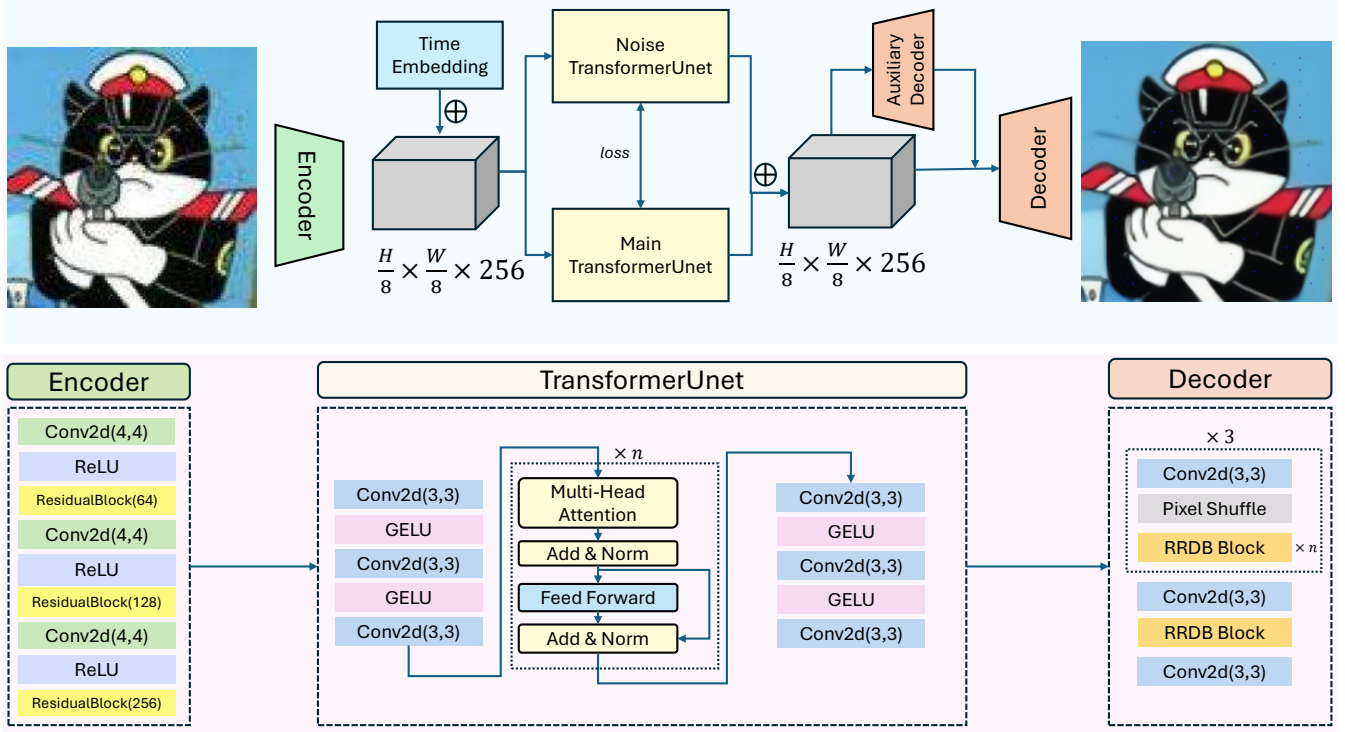 Time
Embedding
⊕
Encoder
H/8 × W/8 × 256
Noise
TransformerUnet
loss
Main
TransformerUnet
⊕
H/8 × W/8 × 256
Auxiliary
Decoder
Decoder
Encoder
Conv2d(4,4)
ReLU
ResidualBlock(64)
Conv2d(4,4)
ReLU
ResidualBlock(128)
Conv2d(4,4)
ReLU
ResidualBlock(256)
TransformerUnet
Conv2d(3,3)
GELU
Conv2d(3,3)
GELU
Conv2d(3,3)
× n
Multi-Head
Attention
Add & Norm
Feed Forward
Add & Norm
Conv2d(3,3)
GELU
Conv2d(3,3)
GELU
Conv2d(3,3)
Decoder
× 3
Conv2d(3,3)
Pixel Shuffle
RRDB Block × n
Conv2d(3,3)
RRDB Block
Conv2d(3,3)